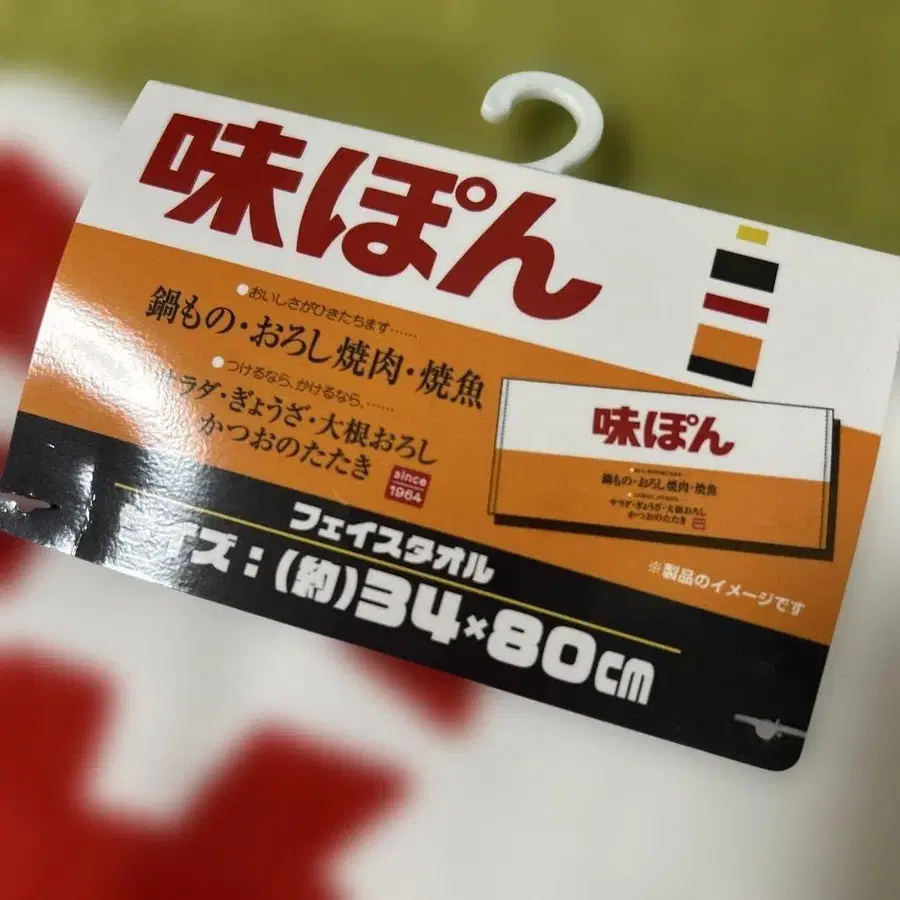 味ぽん
●おいしさがひきたちます……
鍋もの・おろし焼肉・焼魚
●つけるなら、かけるなら、……
サラダ・ぎょうざ・大根おろし
かつおのたたき
since
1964
味ぽん
鍋もの・おろし焼肉・焼魚
サラダ・ぎょうざ・大根おろし
かつおのたたき
※製品のイメージです
フェイスタオル
イズ：(約)34×80cm